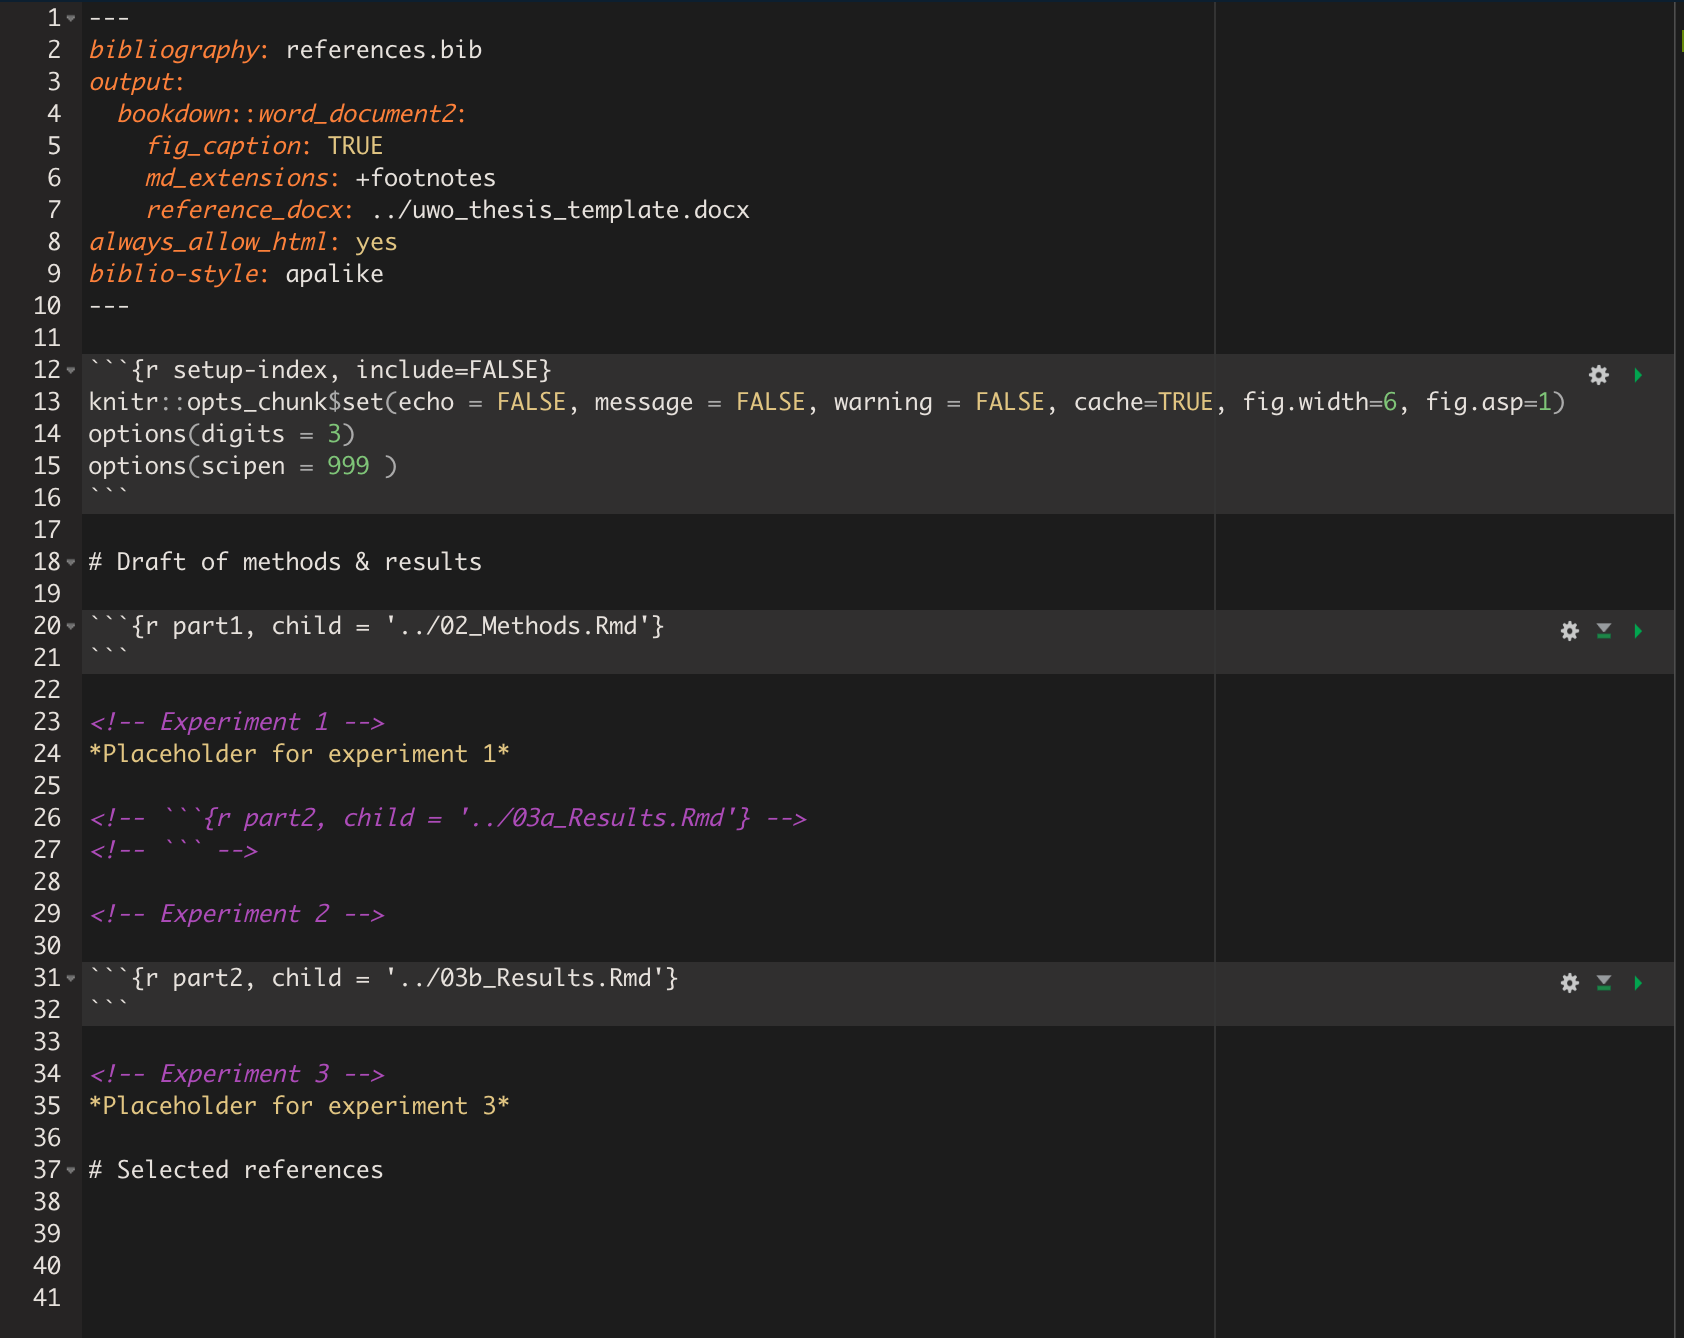 1 ---
2 bibliography: references.bib
3 output:
4   bookdown::word_document2:
5     fig_caption: TRUE
6     md_extensions: +footnotes
7     reference_docx: ../uwo_thesis_template.docx
8 always_allow_html: yes
9 biblio-style: apalike
10 ---
11
12 ```{r setup-index, include=FALSE}
13 knitr::opts_chunk$set(echo = FALSE, message = FALSE, warning = FALSE, cache=TRUE, fig.width=6, fig.asp=1)
14 options(digits = 3)
15 options(scipen = 999 )
16 ```
17
18 # Draft of methods & results
19
20 ```{r part1, child = '../02_Methods.Rmd'}
21 ```
22
23 <!-- Experiment 1 -->
24 *Placeholder for experiment 1*
25
26 <!-- ```{r part2, child = '../03a_Results.Rmd'} -->
27 <!-- ``` -->
28
29 <!-- Experiment 2 -->
30
31 ```{r part2, child = '../03b_Results.Rmd'}
32 ```
33
34 <!-- Experiment 3 -->
35 *Placeholder for experiment 3*
36
37 # Selected references
38
39
40
41